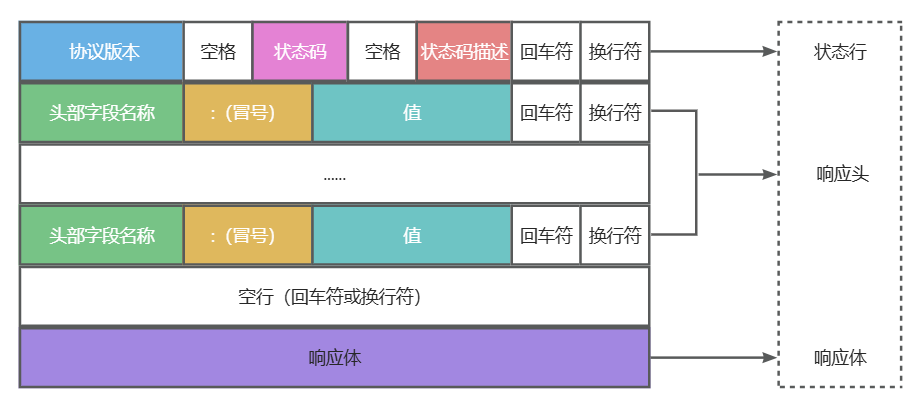 协议版本 空格 状态码 空格 状态码描述 回车符 换行符 状态行
头部字段名称 ：(冒号) 值 回车符 换行符
...... 响应头
头部字段名称 ：(冒号) 值 回车符 换行符
空行（回车符或换行符）
响应体 响应体